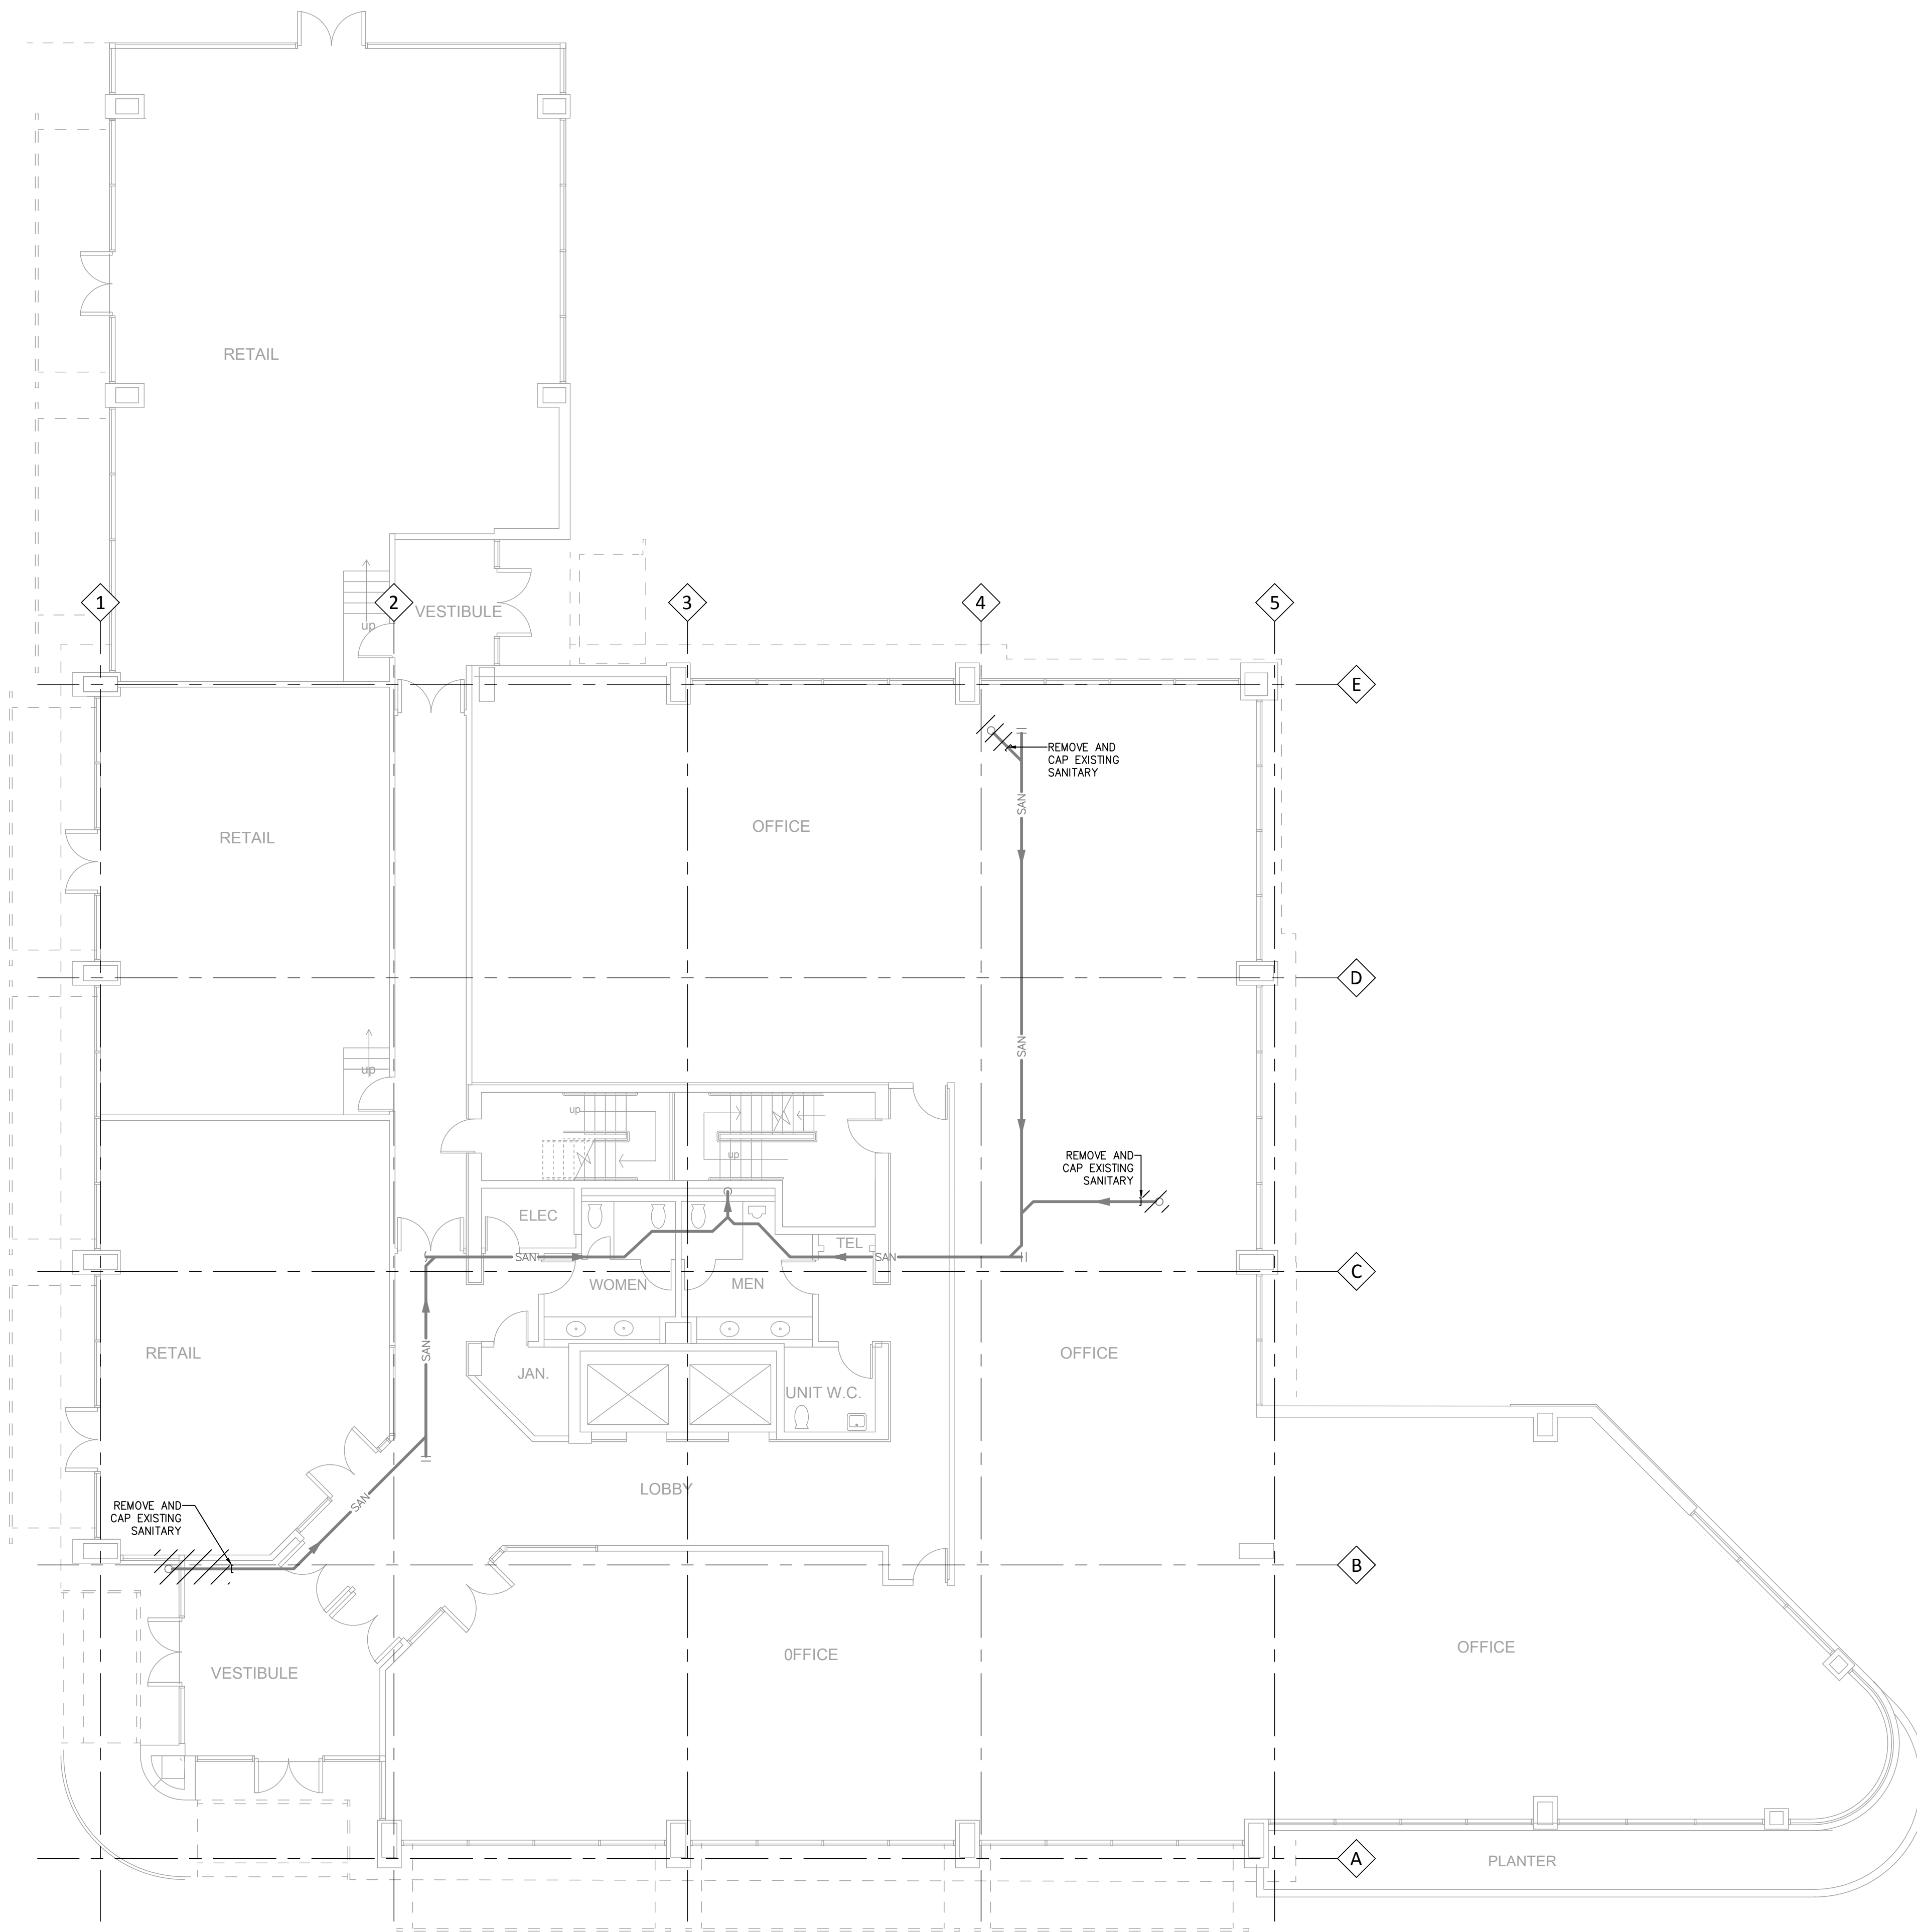 RETAIL
1
2
3
4
5
up
VESTIBULE
E
REMOVE AND
CAP EXISTING
SANITARY
SAN
RETAIL
OFFICE
D
SAN
up
up
up
REMOVE AND
CAP EXISTING
SANITARY
ELEC
TEL
SAN
SAN
C
WOMEN
MEN
SAN
RETAIL
OFFICE
JAN.
UNIT W.C.
LOBBY
SAN
REMOVE AND
CAP EXISTING
SANITARY
B
VESTIBULE
0FFICE
OFFICE
A
PLANTER